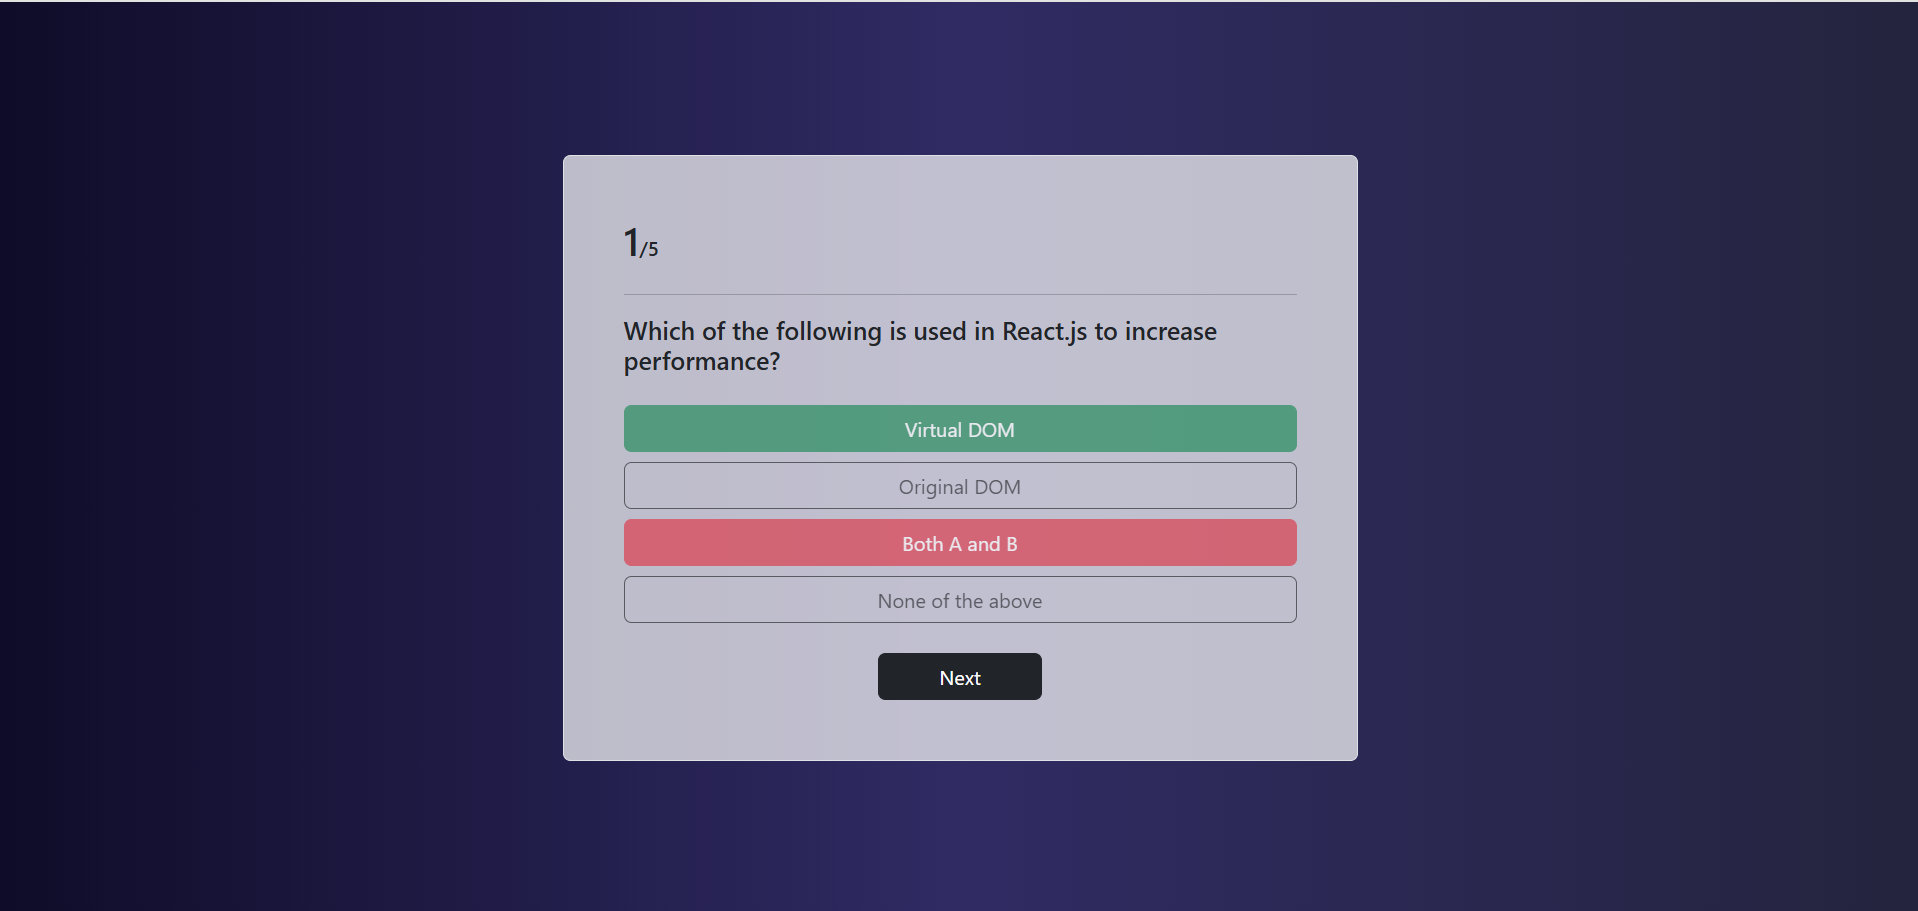 1/5
Which of the following is used in React.js to increase
performance?
Virtual DOM
Original DOM
Both A and B
None of the above
Next